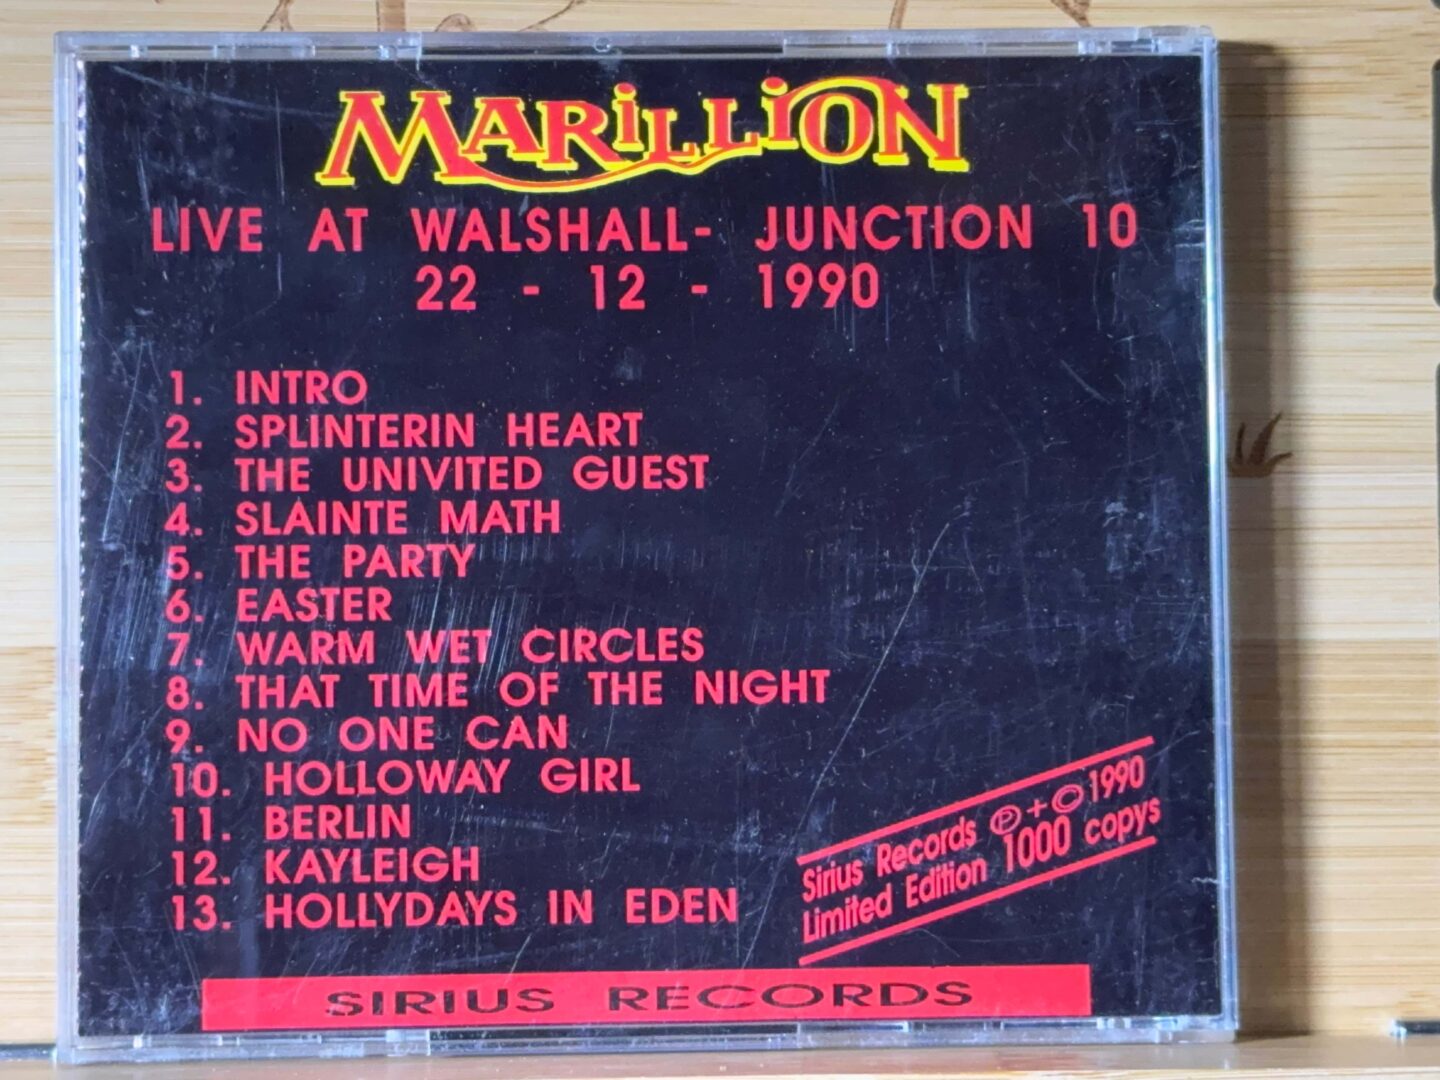 MARiLLiON
LIVE AT WALSHALL- JUNCTION 10
22 - 12 - 1990
1. INTRO
2. SPLINTERIN HEART
3. THE UNIVITED GUEST
4. SLAINTE MATH
5. THE PARTY
6. EASTER
7. WARM WET CIRCLES
8. THAT TIME OF THE NIGHT
9. NO ONE CAN
10. HOLLOWAY GIRL
11. BERLIN
12. KAYLEIGH
13. HOLLYDAYS IN EDEN
Sirius Records ℗+© 1990
Limited Edition 1000 copys
SIRIUS RECORDS